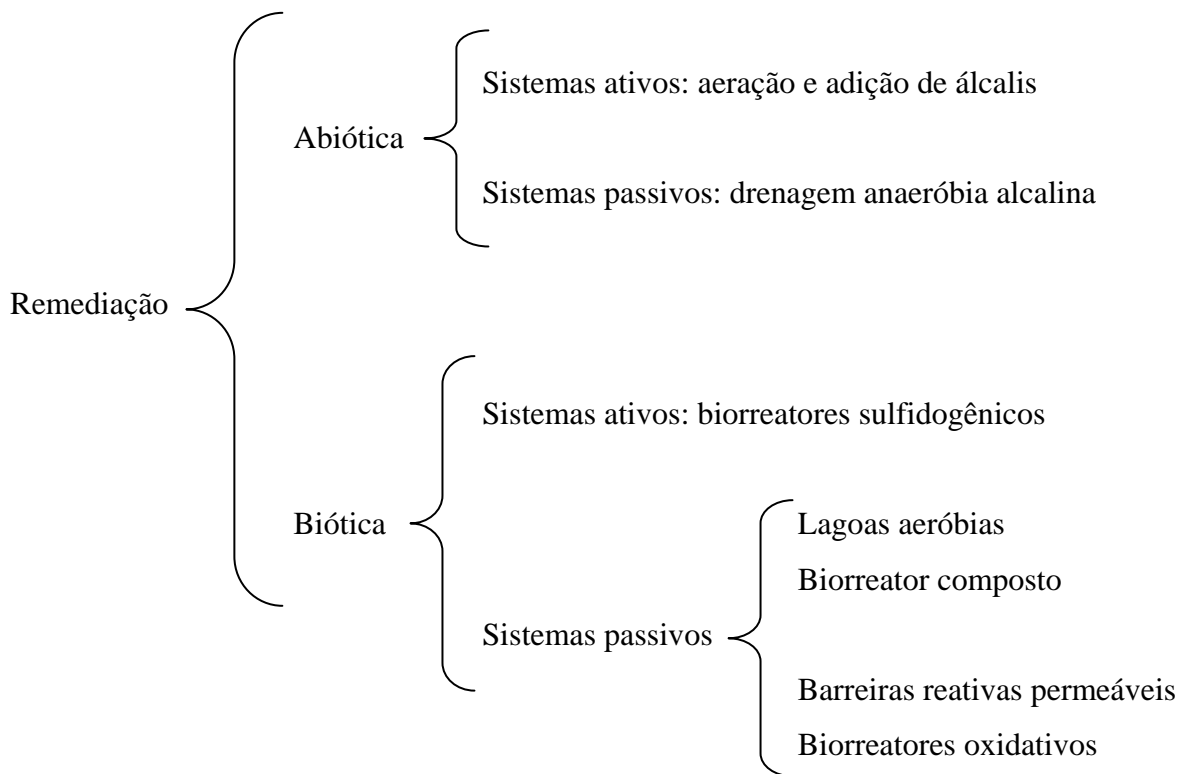 Sistemas ativos: aeração e adição de álcalis
Abiótica
Sistemas passivos: drenagem anaeróbia alcalina
Remediação
Sistemas ativos: biorreatores sulfidogênicos
Biótica
Lagoas aeróbias
Biorreator composto
Sistemas passivos
Barreiras reativas permeáveis
Biorreatores oxidativos